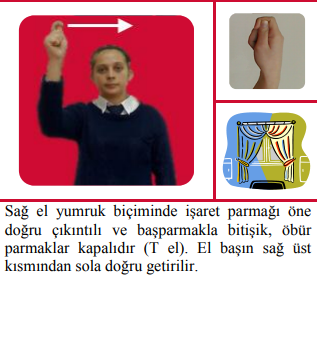 Sağ el yumruk biçiminde işaret parmağı öne
doğru çıkıntılı ve başparmakla bitişik, öbür
parmaklar kapalıdır (T el). El başın sağ üst
kısmından sola doğru getirilir.